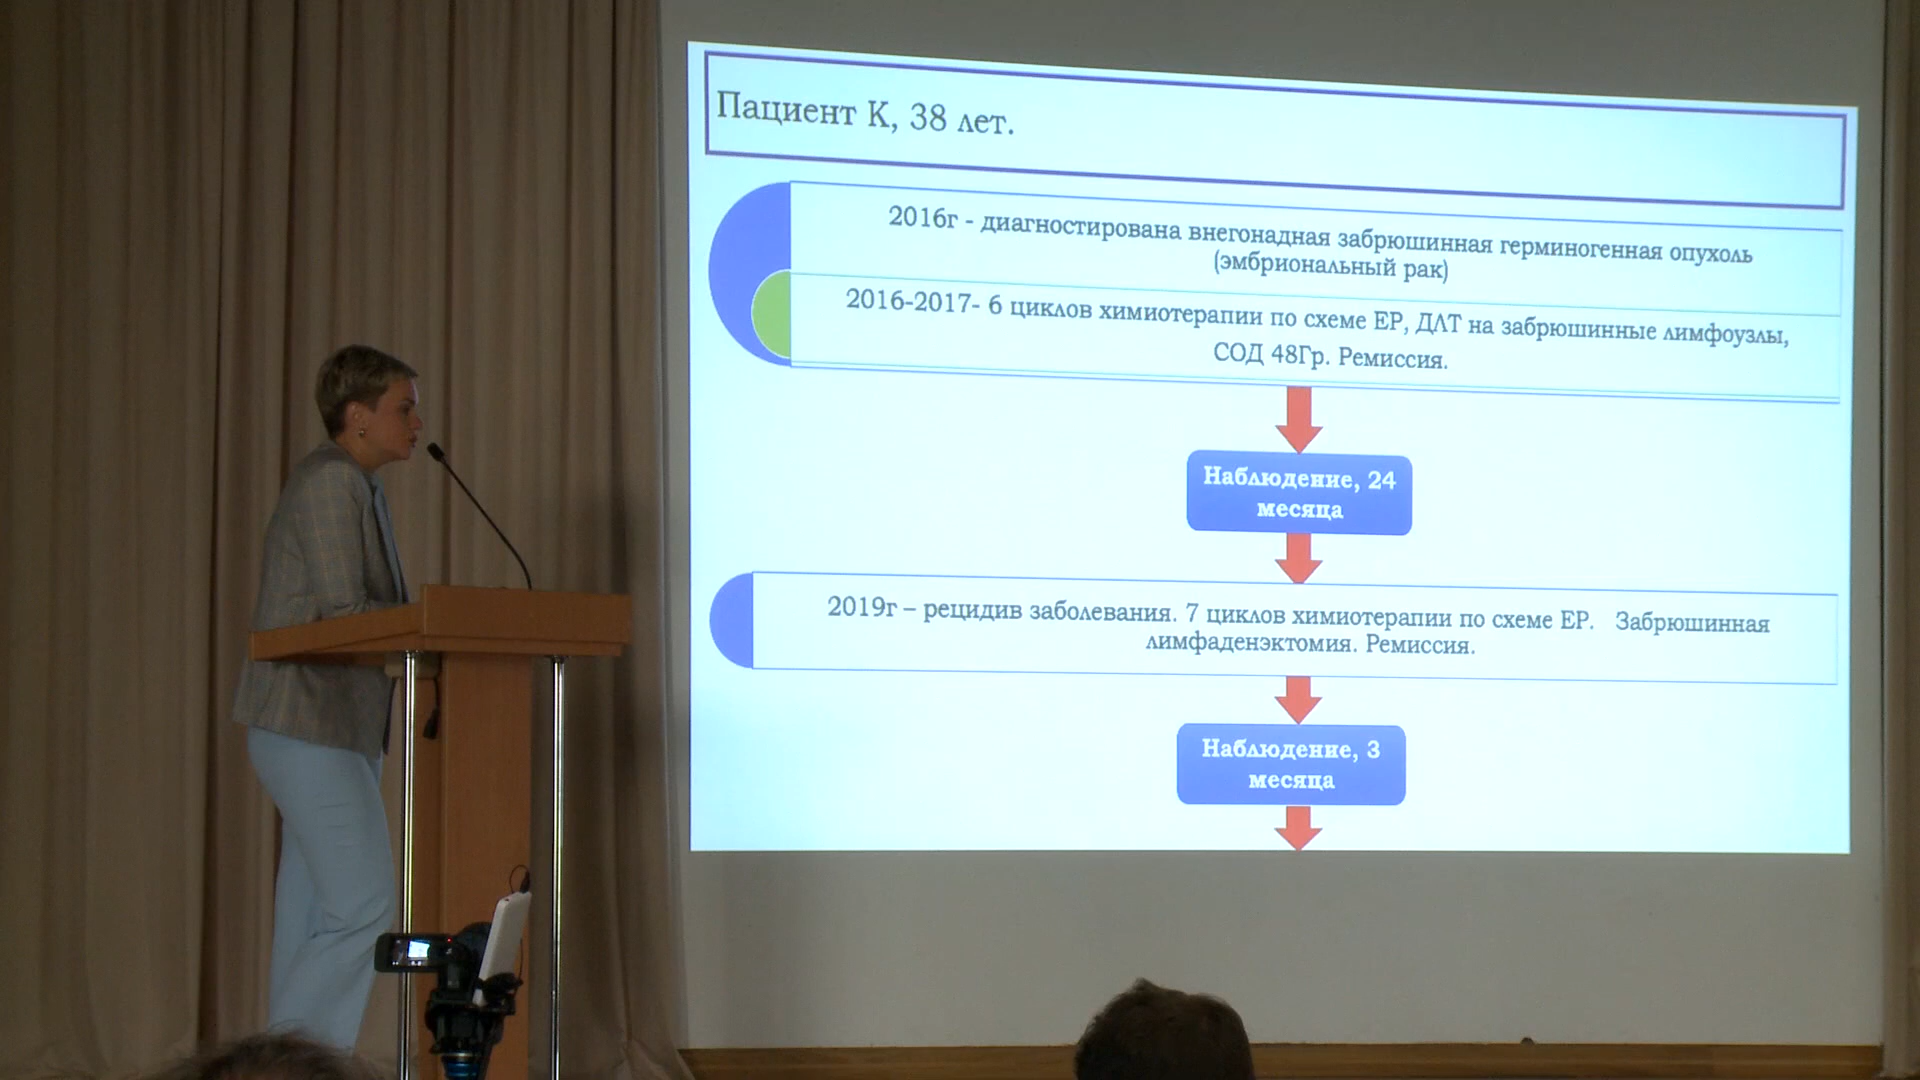 Пациент К, 38 лет.
2016г - диагностирована внегонадная забрюшинная герминогенная опухоль
(эмбриональный рак)
2016-2017- 6 циклов химиотерапии по схеме ЕР, ДЛТ на забрюшинные лимфоузлы,
СОД 48Гр. Ремиссия.
Наблюдение, 24
месяца
2019г – рецидив заболевания. 7 циклов химиотерапии по схеме ЕР. Забрюшинная
лимфаденэктомия. Ремиссия.
Наблюдение, 3
месяца